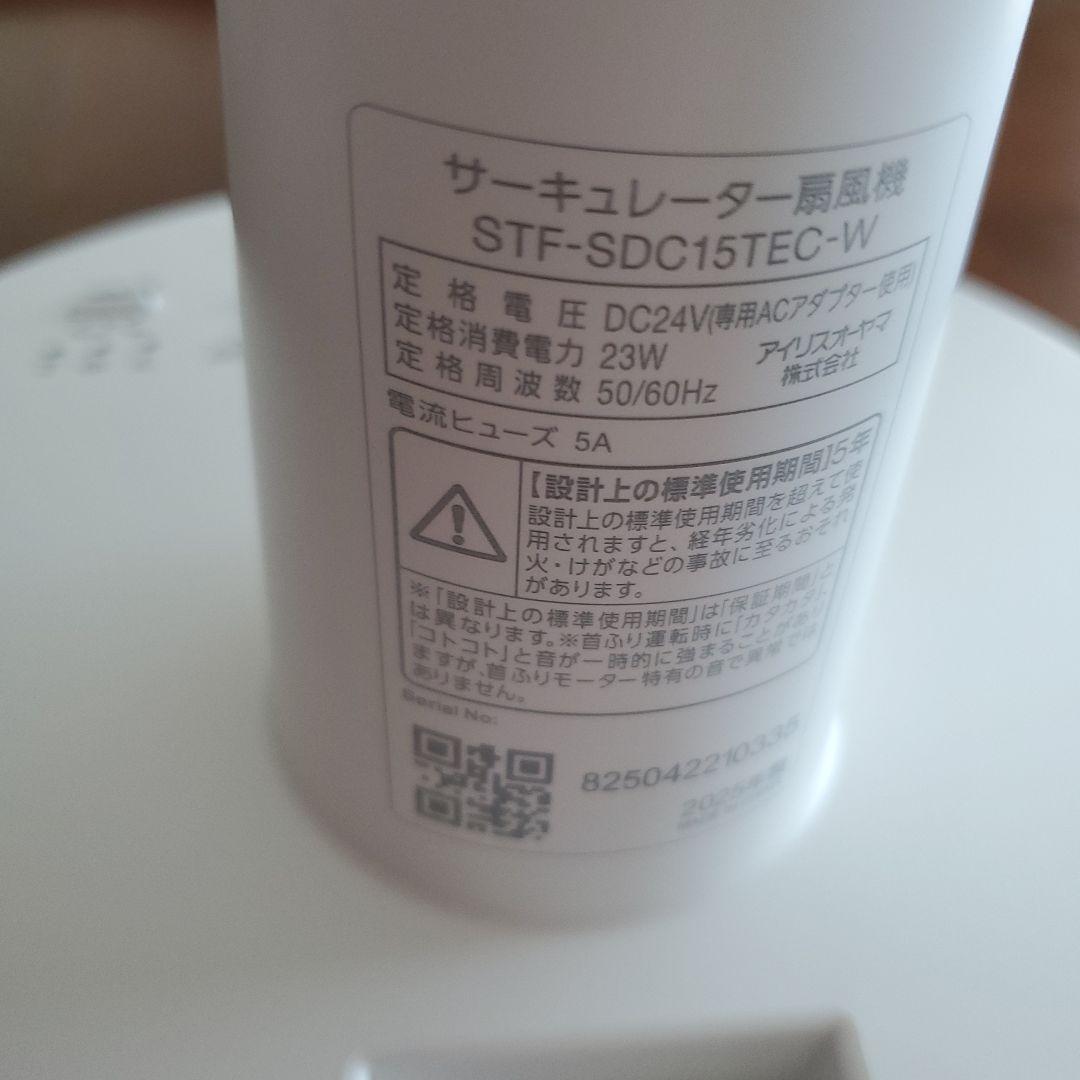 サーキュレーター扇風機
STF-SDC15TEC-W
定格電圧 DC24V(専用ACアダプター使用)
定格消費電力 23W
定格周波数 50/60Hz
アイリスオーヤマ
株式会社
電流ヒューズ 5A
【設計上の標準使用期間】5年
設計上の標準使用期間を超えて使
用されますと、経年劣化による発
火・けがなどの事故に至るおそれ
があります。
※「設計上の標準使用期間」は「保証期間」と
は異なります。※首ふり運転時に「カタカタ」
「コトコト」と音が一時的に強まることがあり
ますが、首ふりモーター特有の音で異常では
ありません。
Serial No:
825042210335
2025年製